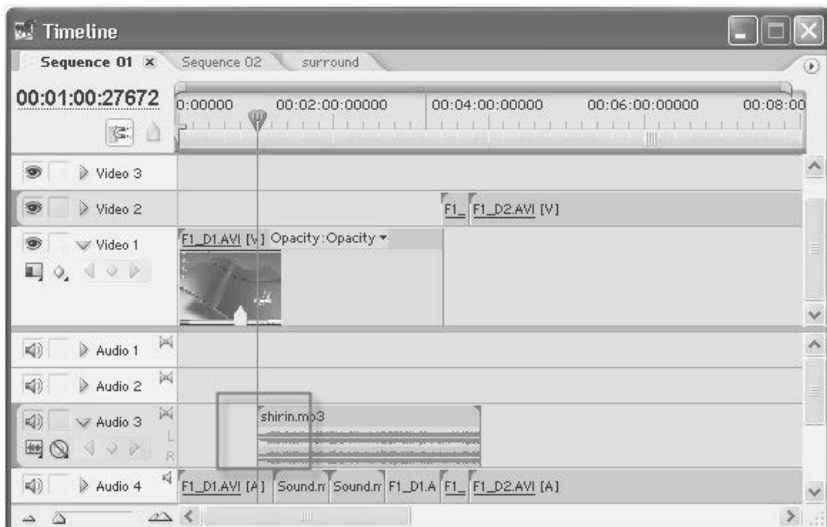 Timeline
Sequence 01 x Sequence 02 surround
00:01:00:27672
0:00000 00:02:00:00000 00:04:00:00000 00:06:00:00000 00:08:00
Video 3
Video 2
F1_ F1_D2.AVI [V]
Video 1
F1_D1.AVI [V] Opacity:Opacity
Audio 1
Audio 2
Audio 3
L
R
shirin.mp3
Audio 4
F1_D1.AVI [A] Sound.m Sound.m F1_D1.A F1_ F1_D2.AVI [A]